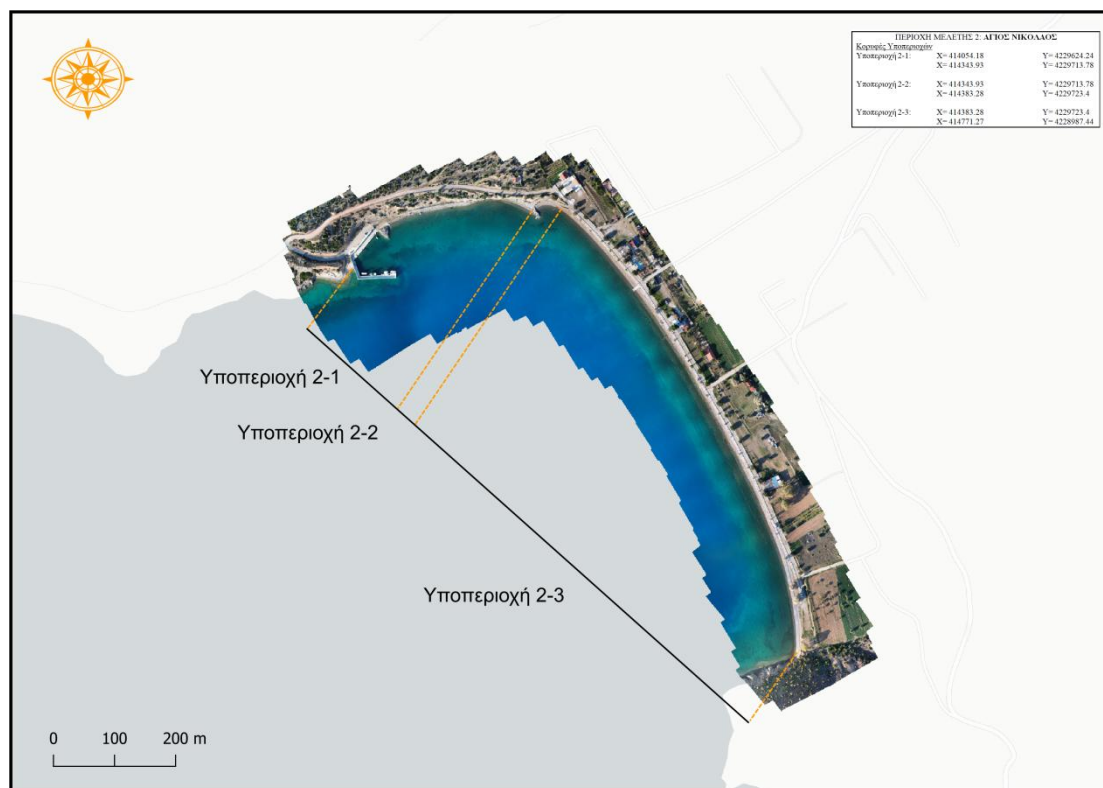 ΠΕΡΙΟΧΗ ΜΕΛΕΤΗΣ 2: ΑΓΙΟΣ ΝΙΚΟΛΑΟΣ
Κορυφές Υποπεριοχών
Υποπεριοχή 2-1: X= 414054.18 Y= 4229624.24
X= 414343.93 Y= 4229713.78
Υποπεριοχή 2-2: X= 414343.93 Y= 4229713.78
X= 414383.28 Y= 4229723.4
Υποπεριοχή 2-3: X= 414383.28 Y= 4229723.4
X= 414771.27 Y= 4228987.44
Υποπεριοχή 2-1
Υποπεριοχή 2-2
Υποπεριοχή 2-3
0 100 200 m